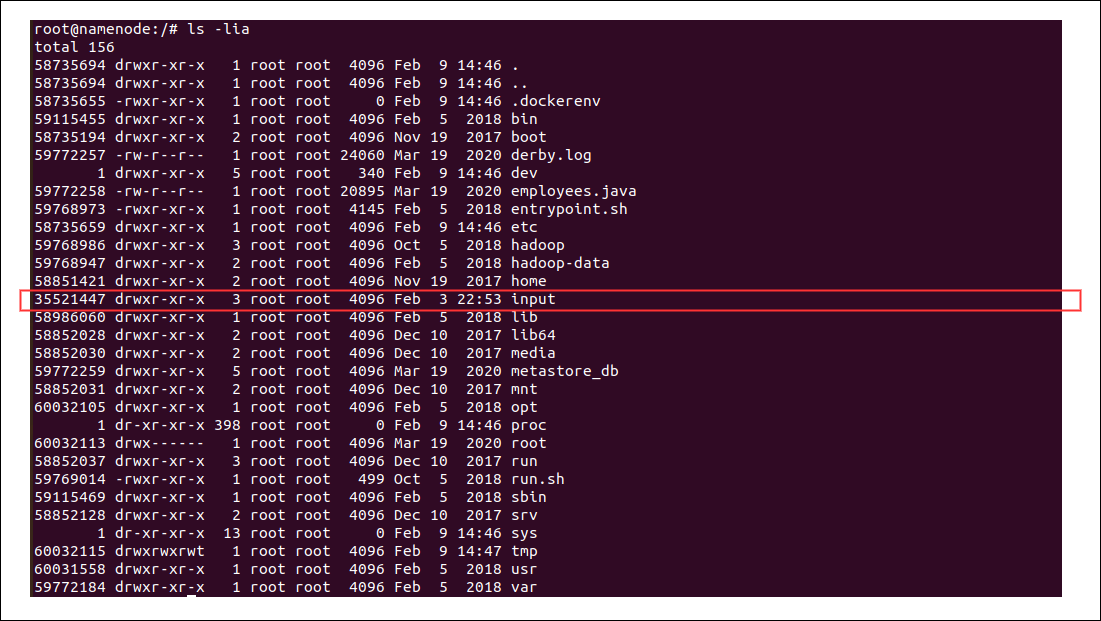 root@namenode:/# ls -lia
total 156
58735694 drwxr-xr-x   1 root root  4096 Feb  9 14:46 .
58735694 drwxr-xr-x   1 root root  4096 Feb  9 14:46 ..
58735655 -rwxr-xr-x   1 root root     0 Feb  9 14:46 .dockerenv
59115455 drwxr-xr-x   1 root root  4096 Feb  5  2018 bin
58735194 drwxr-xr-x   2 root root  4096 Nov 19  2017 boot
59772257 -rw-r--r--   1 root root 24060 Mar 19  2020 derby.log
       1 drwxr-xr-x   5 root root   340 Feb  9 14:46 dev
59772258 -rw-r--r--   1 root root 20895 Mar 19  2020 employees.java
59768973 -rwxr-xr-x   1 root root  4145 Feb  5  2018 entrypoint.sh
58735659 drwxr-xr-x   1 root root  4096 Feb  9 14:46 etc
59768986 drwxr-xr-x   3 root root  4096 Oct  5  2018 hadoop
59768947 drwxr-xr-x   2 root root  4096 Feb  5  2018 hadoop-data
58851421 drwxr-xr-x   2 root root  4096 Nov 19  2017 home
35521447 drwxr-xr-x   3 root root  4096 Feb  3 22:53 input
58986060 drwxr-xr-x   1 root root  4096 Feb  5  2018 lib
58852028 drwxr-xr-x   2 root root  4096 Dec 10  2017 lib64
58852030 drwxr-xr-x   2 root root  4096 Dec 10  2017 media
59772259 drwxr-xr-x   5 root root  4096 Mar 19  2020 metastore_db
58852031 drwxr-xr-x   2 root root  4096 Dec 10  2017 mnt
60032105 drwxr-xr-x   1 root root  4096 Feb  5  2018 opt
       1 dr-xr-xr-x 398 root root     0 Feb  9 14:46 proc
60032113 drwx------   1 root root  4096 Mar 19  2020 root
58852037 drwxr-xr-x   3 root root  4096 Dec 10  2017 run
59769014 -rwxr-xr-x   1 root root   499 Oct  5  2018 run.sh
59115469 drwxr-xr-x   1 root root  4096 Feb  5  2018 sbin
58852128 drwxr-xr-x   2 root root  4096 Dec 10  2017 srv
       1 dr-xr-xr-x  13 root root     0 Feb  9 14:46 sys
60032115 drwxrwxrwt   1 root root  4096 Feb  9 14:47 tmp
60031558 drwxr-xr-x   1 root root  4096 Feb  5  2018 usr
59772184 drwxr-xr-x   1 root root  4096 Feb  5  2018 var